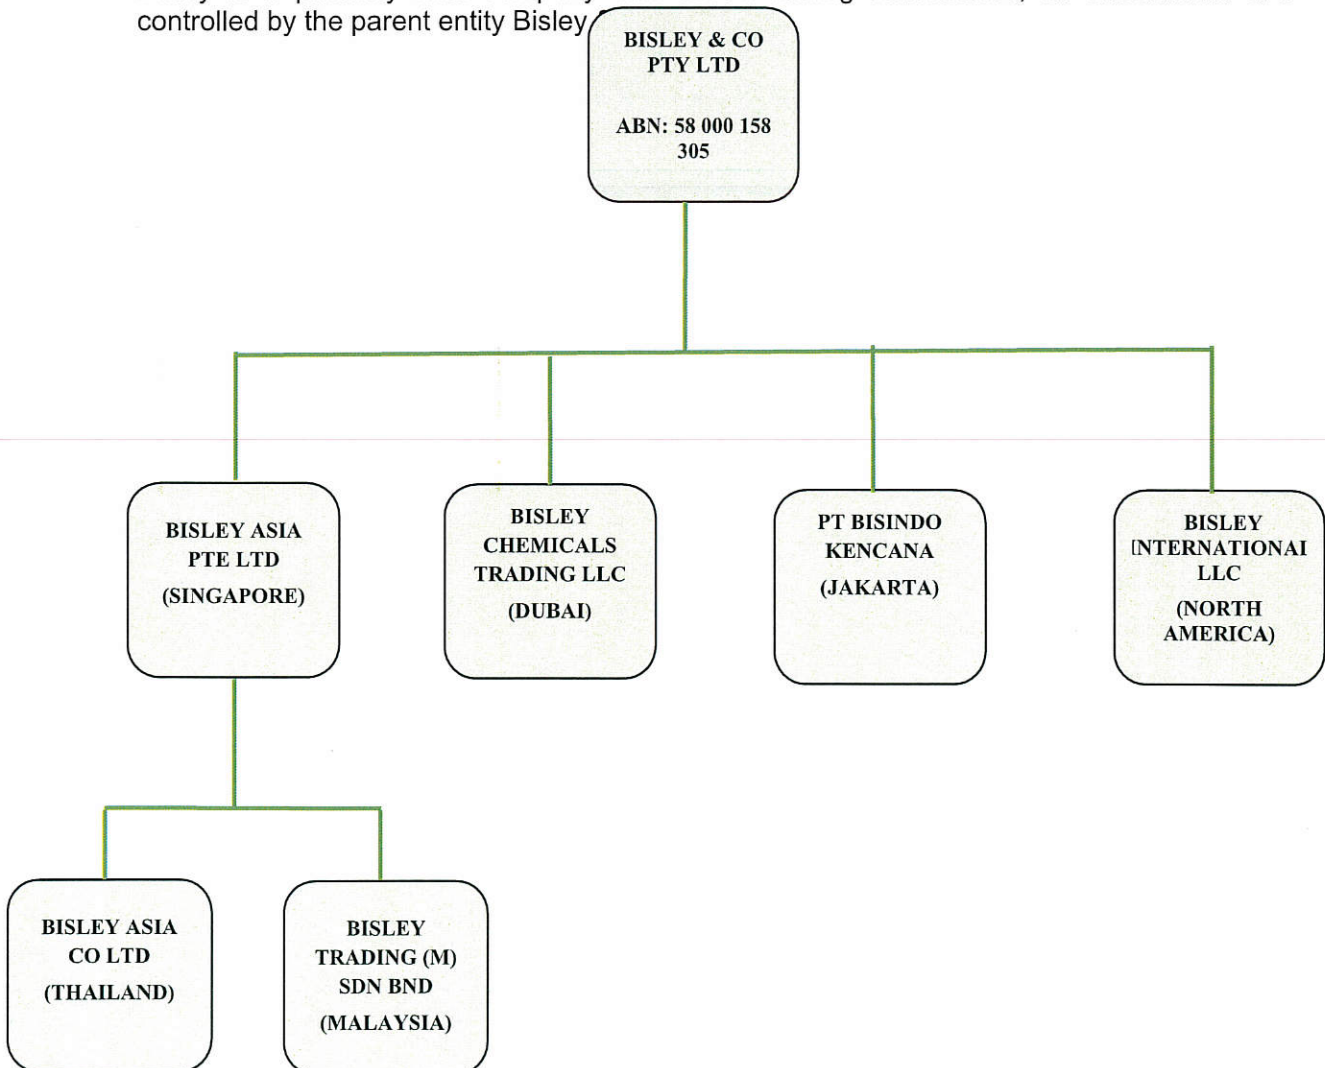 controlled by the parent entity Bisley
BISLEY & CO
PTY LTD
ABN: 58 000 158
305
BISLEY ASIA
PTE LTD
(SINGAPORE)
BISLEY
CHEMICALS
TRADING LLC
(DUBAI)
PT BISINDO
KENCANA
(JAKARTA)
BISLEY
INTERNATIONAL
LLC
(NORTH
AMERICA)
BISLEY ASIA
CO LTD
(THAILAND)
BISLEY
TRADING (M)
SDN BND
(MALAYSIA)